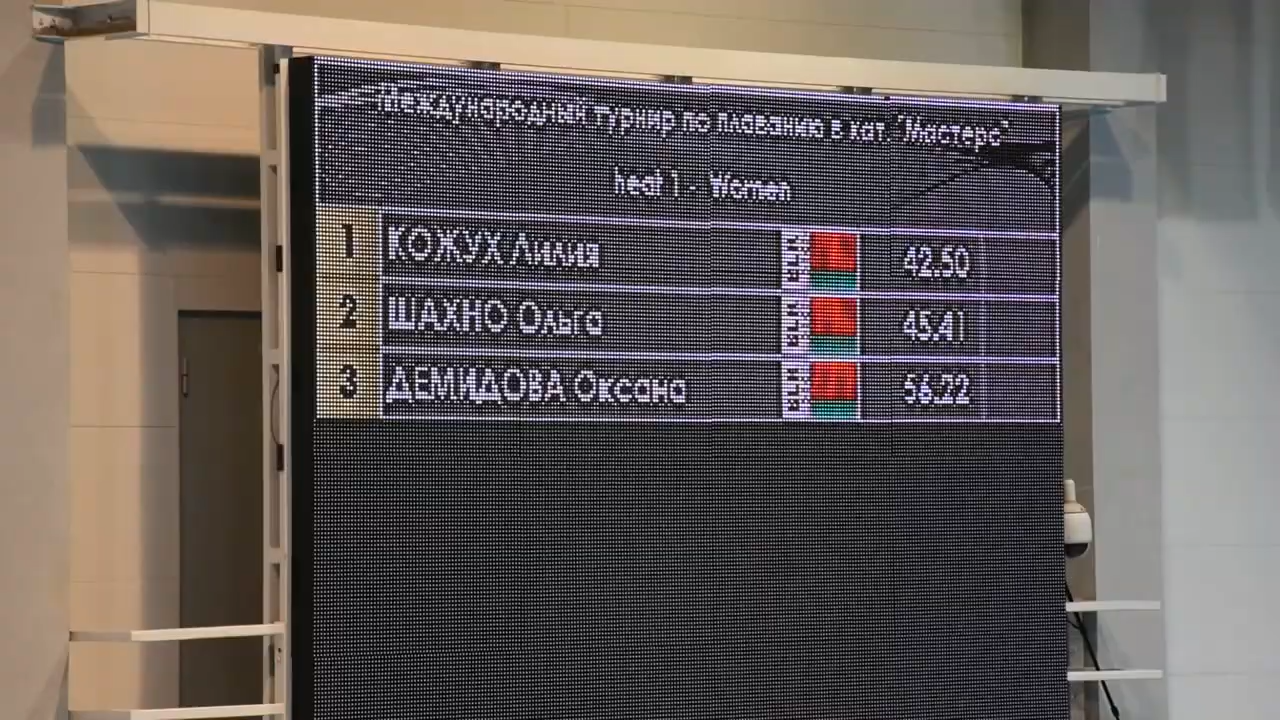 Международный турнир по плаванию в кат. "Мастерс"
heat 1 - Women
1 КОЖУХ Лилия 42.50
2 ШАХНО Ольга 45.41
3 ДЕМИДОВА Оксана 56.22